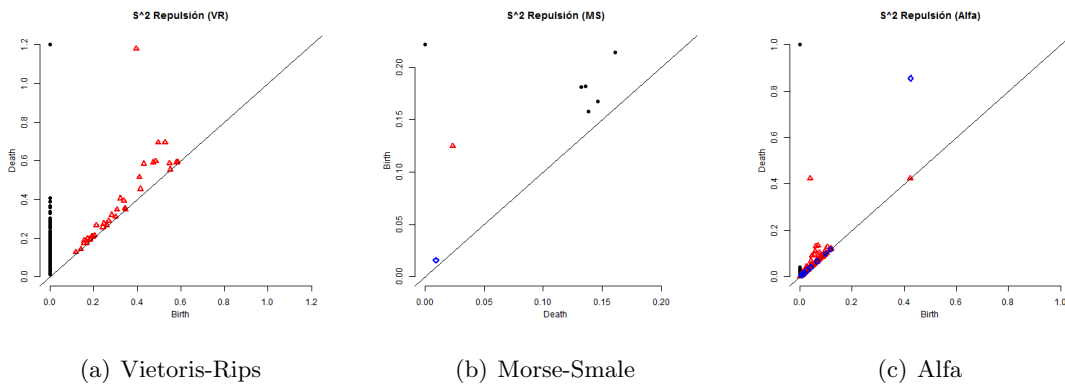 S^2 Repulsión (VR)
S^2 Repulsión (MS)
S^2 Repulsión (Alfa)
Death
0.0 0.2 0.4 0.6 0.8 1.0 1.2
0.0 0.2 0.4 0.6 0.8 1.0 1.2
Birth
Birth
0.00 0.05 0.10 0.15 0.20
0.00 0.05 0.10 0.15 0.20
Death
Death
0.0 0.2 0.4 0.6 0.8 1.0
0.0 0.2 0.4 0.6 0.8 1.0
Birth
(a) Vietoris-Rips
(b) Morse-Smale
(c) Alfa